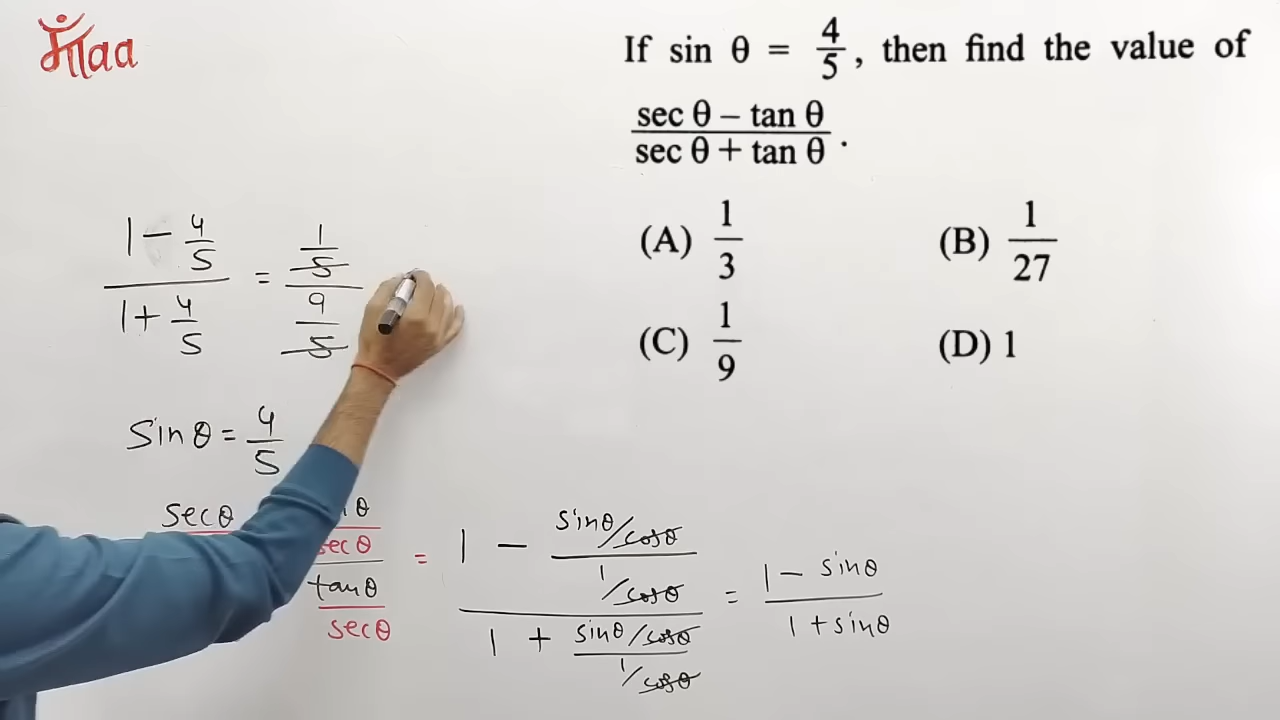 माँaa
If sin θ = 4/5, then find the value of
(sec θ − tan θ)/(sec θ + tan θ).
(A) 1/3 (B) 1/27
(C) 1/9 (D) 1
(1 − 4/5)/(1 + 4/5) = (1/5)/(9/5)
sinθ = 4/5
secθ
secθ
tanθ
secθ
= (1 − (sinθ/cosθ)/(1/cosθ))/(1 + (sinθ/cosθ)/(1/cosθ)) = (1 − sinθ)/(1 + sinθ)